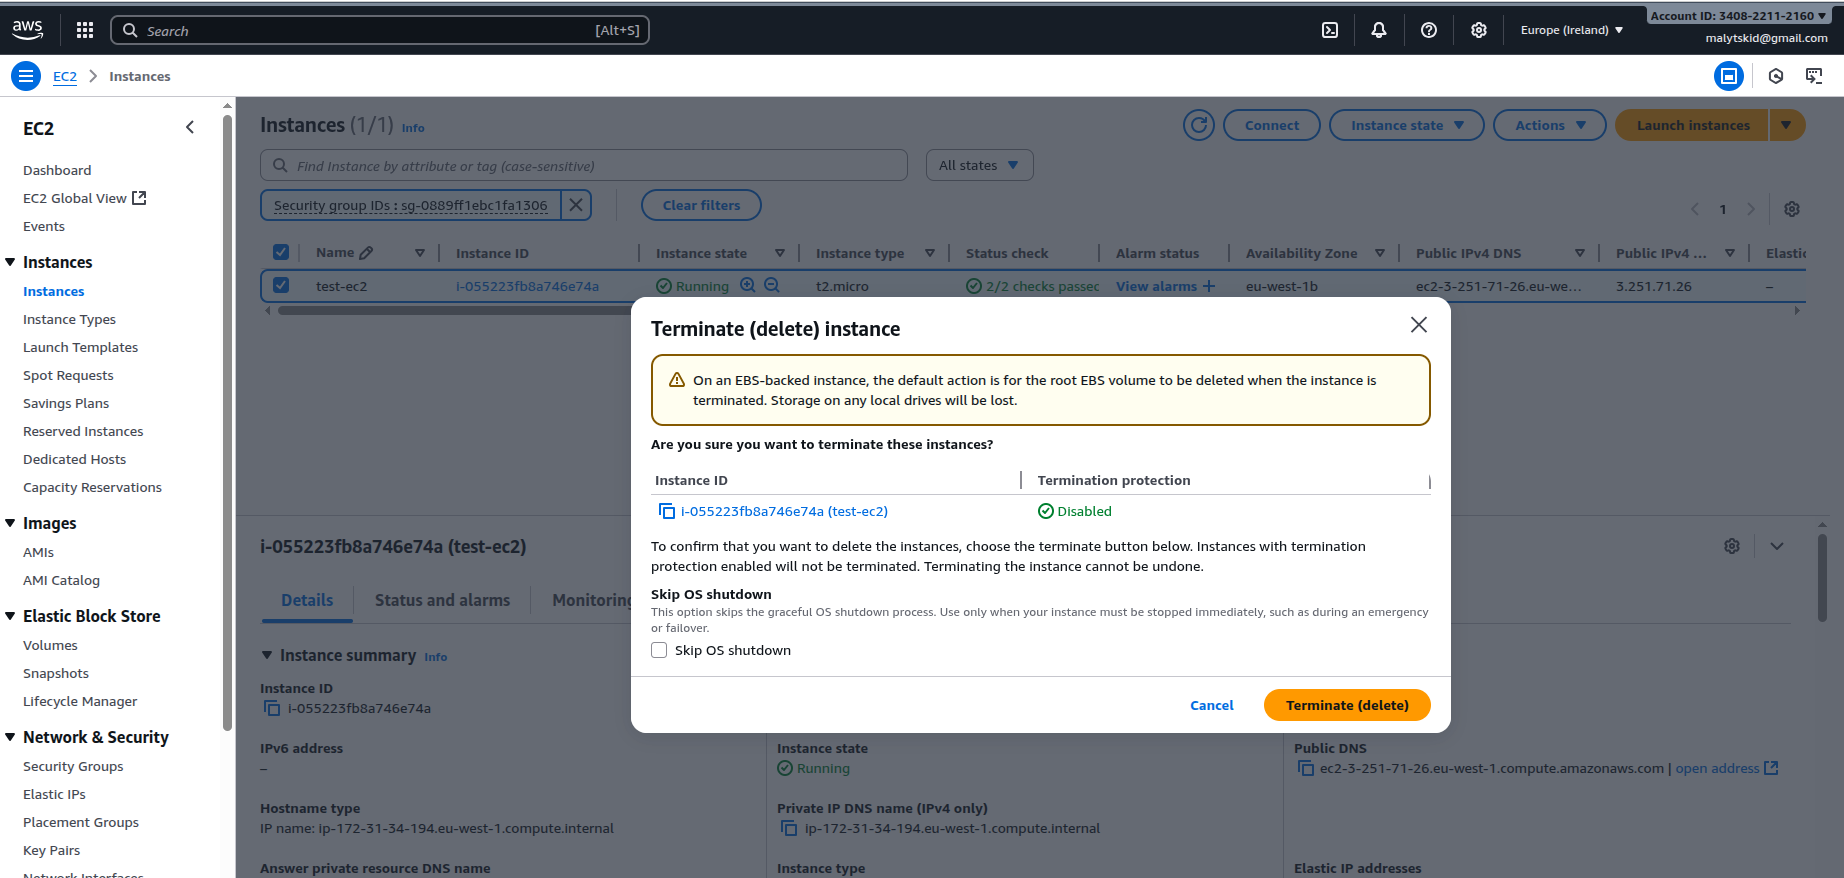 aws
Search
[Alt+S]
Europe (Ireland)
Account ID: 3408-2211-2160
malytskid@gmail.com
EC2
Instances
EC2
Dashboard
EC2 Global View
Events
Instances
Instances
Instance Types
Launch Templates
Spot Requests
Savings Plans
Reserved Instances
Dedicated Hosts
Capacity Reservations
Images
AMIs
AMI Catalog
Elastic Block Store
Volumes
Snapshots
Lifecycle Manager
Network & Security
Security Groups
Elastic IPs
Placement Groups
Key Pairs
Network Interfaces
Instances (1/1) Info
Connect
Instance state
Actions
Launch instances
Find Instance by attribute or tag (case-sensitive)
All states
Security group IDs : sg-0889ff1ebc1fa1306
Clear filters
1
Name Instance ID Instance state Instance type Status check Alarm status Availability Zone Public IPv4 DNS Public IPv4 ... Elastic
test-ec2 i-055223fb8a746e74a Running t2.micro 2/2 checks passec View alarms + eu-west-1b ec2-3-251-71-26.eu-we... 3.251.71.26 –
Terminate (delete) instance
On an EBS-backed instance, the default action is for the root EBS volume to be deleted when the instance is
terminated. Storage on any local drives will be lost.
Are you sure you want to terminate these instances?
Instance ID Termination protection
i-055223fb8a746e74a (test-ec2) Disabled
To confirm that you want to delete the instances, choose the terminate button below. Instances with termination
protection enabled will not be terminated. Terminating the instance cannot be undone.
Skip OS shutdown
This option skips the graceful OS shutdown process. Use only when your instance must be stopped immediately, such as during an emergency
or failover.
Skip OS shutdown
Cancel
Terminate (delete)
i-055223fb8a746e74a (test-ec2)
Details
Status and alarms
Monitoring
Instance summary Info
Instance ID
i-055223fb8a746e74a
IPv6 address
–
Instance state
Running
Public DNS
ec2-3-251-71-26.eu-west-1.compute.amazonaws.com | open address
Hostname type
IP name: ip-172-31-34-194.eu-west-1.compute.internal
Private IP DNS name (IPv4 only)
ip-172-31-34-194.eu-west-1.compute.internal
Answer private resource DNS name
Instance type
Elastic IP addresses